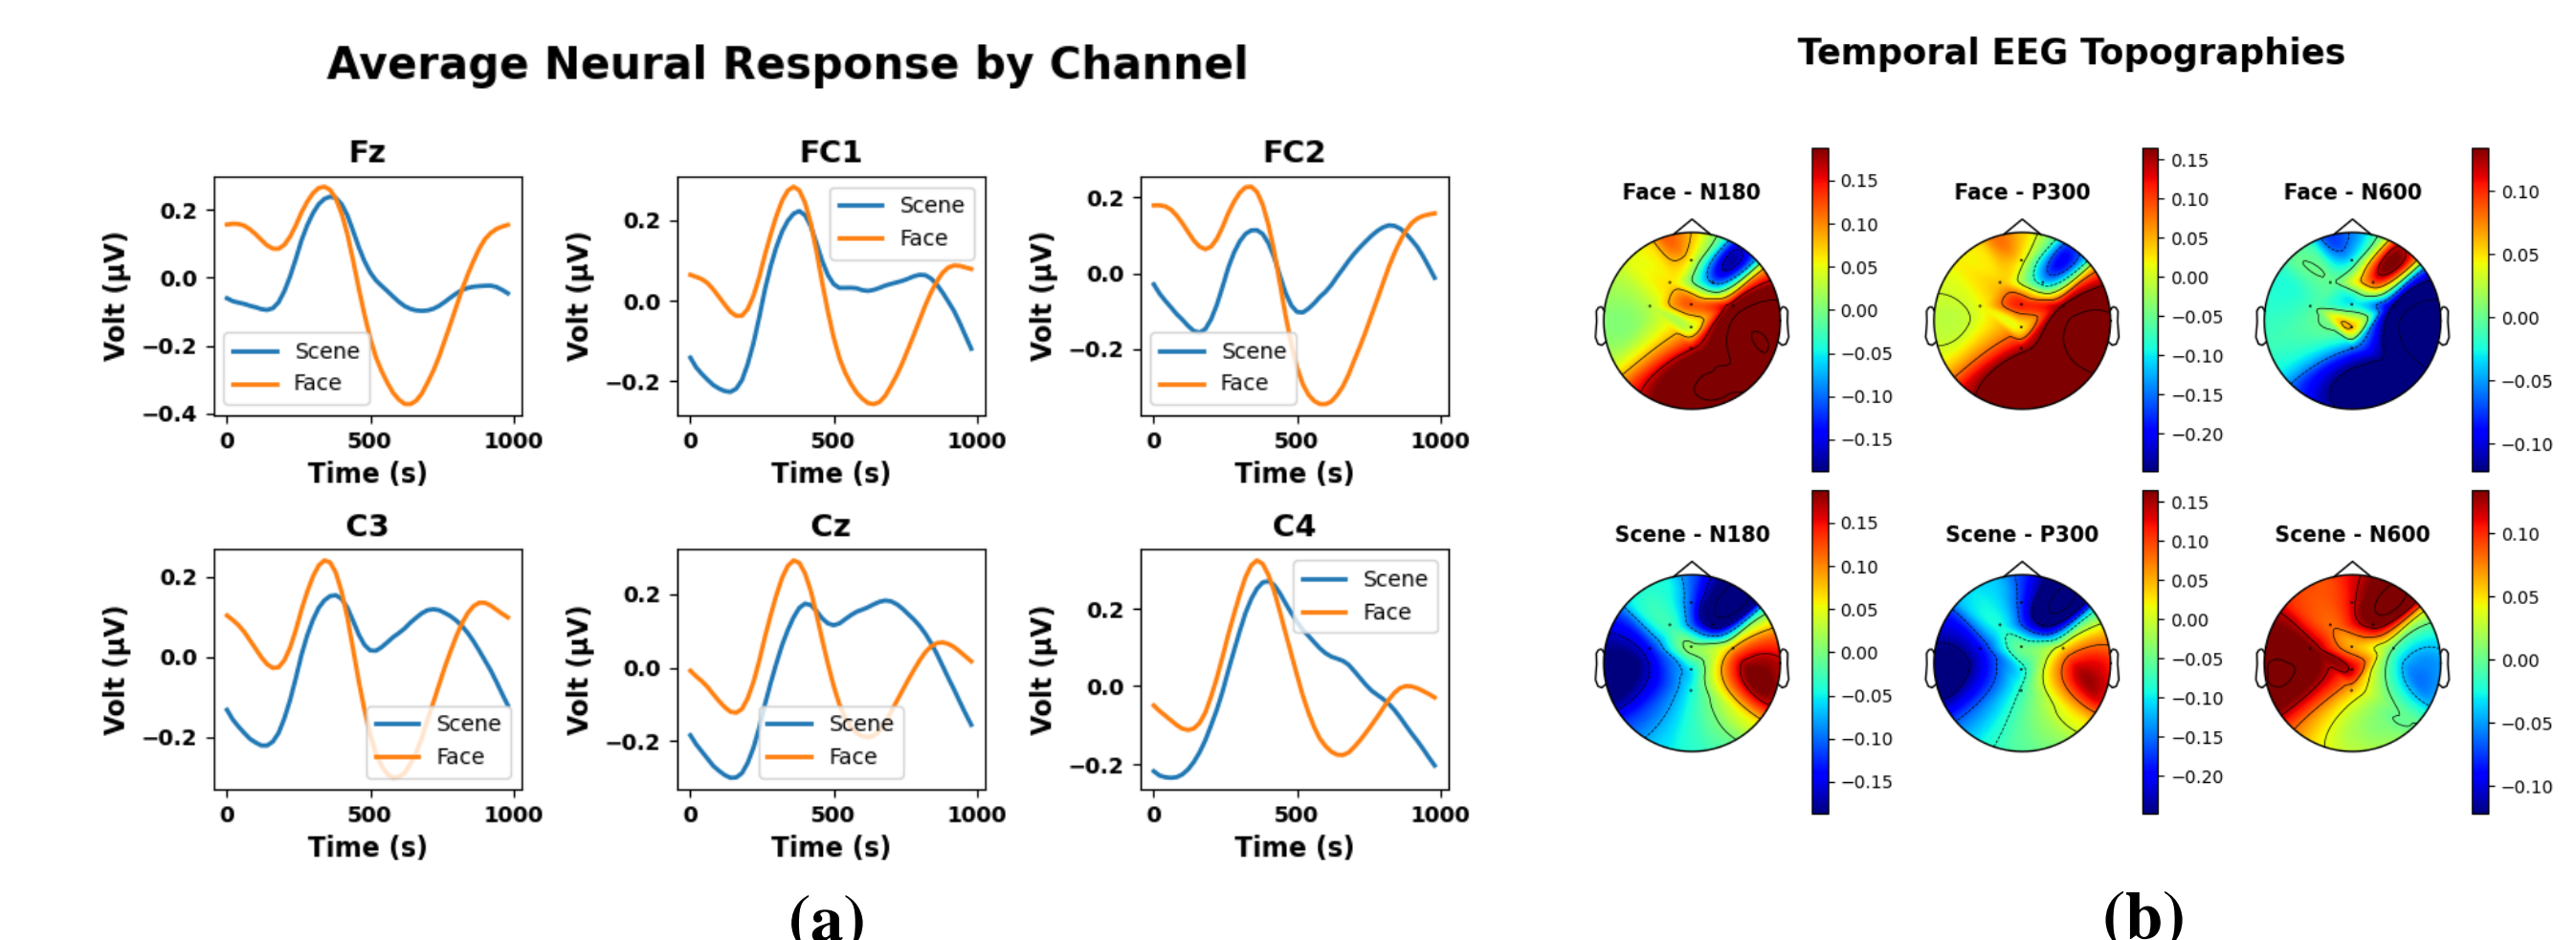 Average Neural Response by Channel
Fz
0.2
0.0
−0.2
−0.4
Volt (μV)
Scene
Face
0
500
1000
Time (s)
FC1
0.2
0.0
−0.2
Volt (μV)
Scene
Face
0
500
1000
Time (s)
FC2
0.2
0.0
−0.2
Volt (μV)
Scene
Face
0
500
1000
Time (s)
C3
0.2
0.0
−0.2
Volt (μV)
Scene
Face
0
500
1000
Time (s)
Cz
0.2
0.0
−0.2
Volt (μV)
Scene
Face
0
500
1000
Time (s)
C4
0.2
0.0
−0.2
Volt (μV)
Scene
Face
0
500
1000
Time (s)
(a)
Temporal EEG Topographies
Face - N180
0.15
0.10
0.05
0.00
−0.05
−0.10
−0.15
Face - P300
0.15
0.10
0.05
0.00
−0.05
−0.10
−0.15
−0.20
Face - N600
0.10
0.05
0.00
−0.05
−0.10
Scene - N180
0.15
0.10
0.05
0.00
−0.05
−0.10
−0.15
Scene - P300
0.15
0.10
0.05
0.00
−0.05
−0.10
−0.15
−0.20
Scene - N600
0.10
0.05
0.00
−0.05
−0.10
(b)